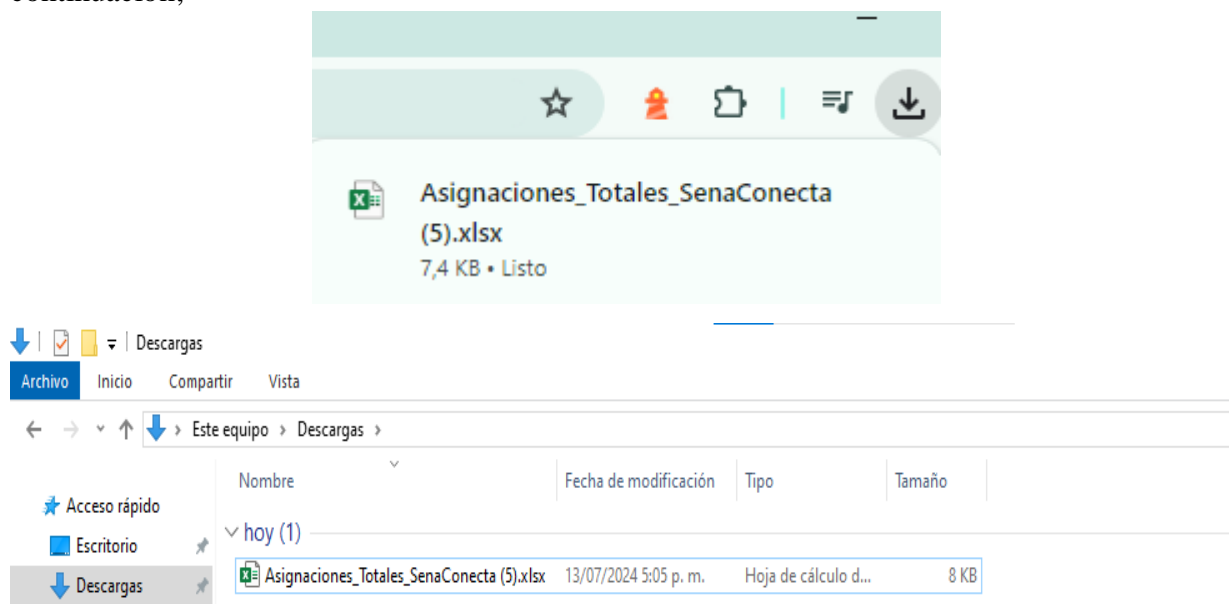 Asignaciones_Totales_SenaConecta
(5).xlsx
7,4 KB • Listo
Descargas
Archivo Inicio Compartir Vista
Este equipo > Descargas >
Nombre Fecha de modificación Tipo Tamaño
Acceso rápido
hoy (1)
Escritorio
Descargas
Asignaciones_Totales_SenaConecta (5).xlsx 13/07/2024 5:05 p. m. Hoja de cálculo d... 8 KB